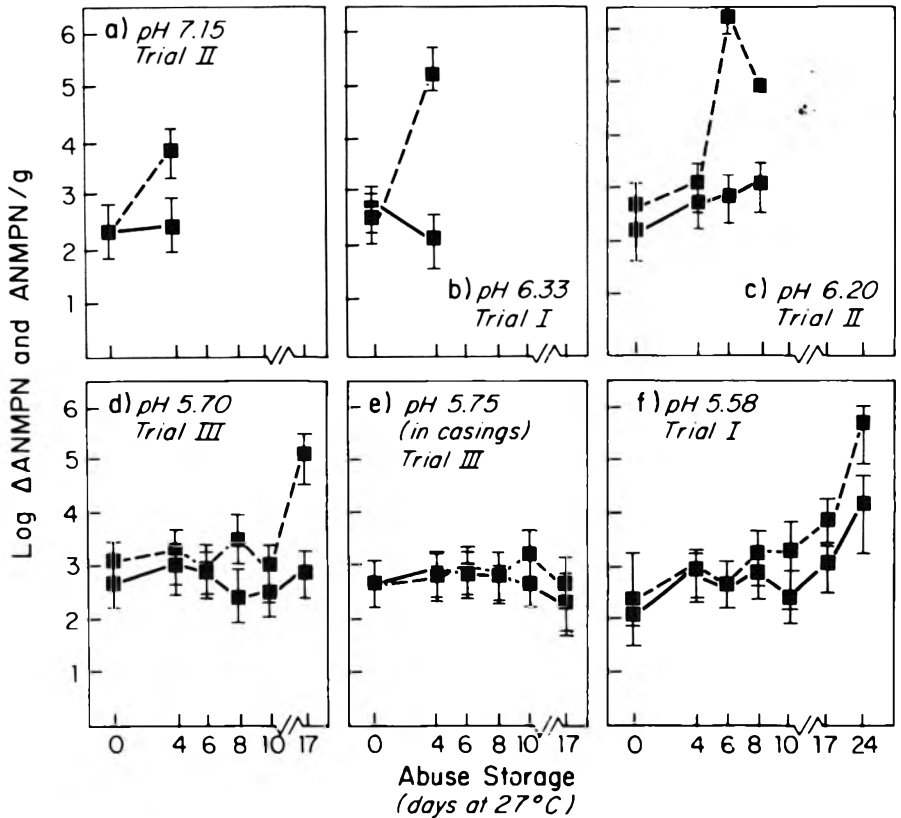 Log ΔANMPN and ANMPN/g
6
5
4
3
2
1
a) pH 7.15
Trial II
b) pH 6.33
Trial I
c) pH 6.20
Trial II
6
5
4
3
2
1
d) pH 5.70
Trial III
e) pH 5.75
(in casings)
Trial III
f) pH 5.58
Trial I
0 4 6 8 10 17
0 4 6 8 10 17
0 4 6 8 10 17 24
Abuse Storage
(days at 27°C)